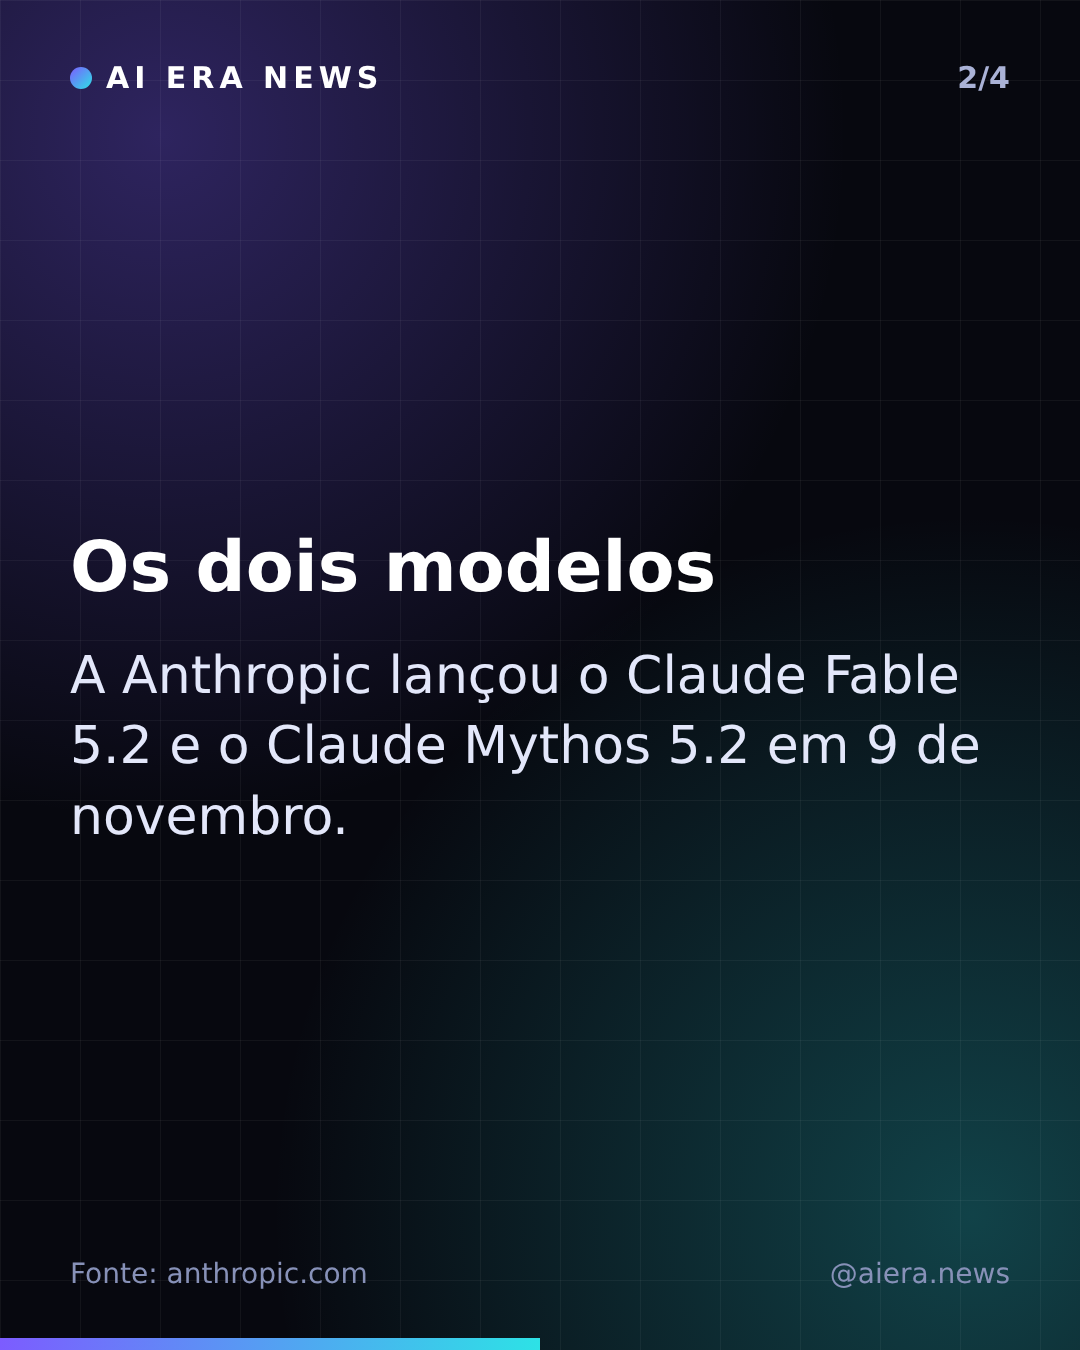 AI ERA NEWS
2/4
Os dois modelos
A Anthropic lançou o Claude Fable
5.2 e o Claude Mythos 5.2 em 9 de
novembro.
Fonte: anthropic.com
@aiera.news